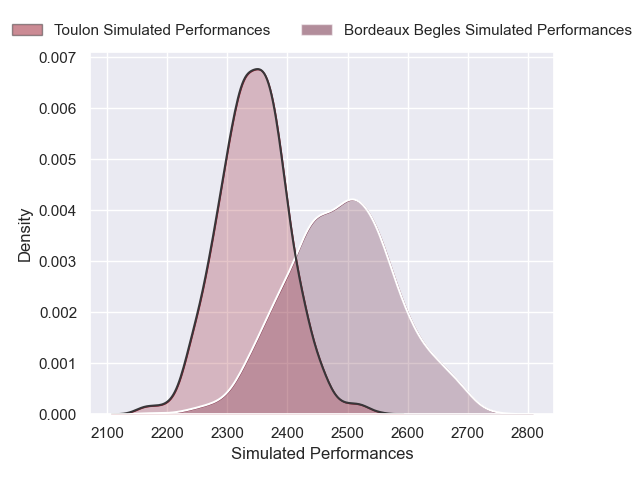 Toulon Simulated Performances
Bordeaux Begles Simulated Performances
0.007
0.006
0.005
0.004
0.003
0.002
0.001
0.000
Density
2100 2200 2300 2400 2500 2600 2700 2800
Simulated Performances